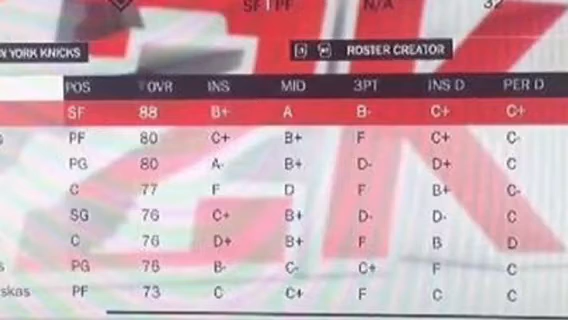 SF | PF N/A 32
W YORK KNICKS ROSTER CREATOR
POS OVR INS MID 3PT INS D PER D
SF 88 B+ A B- C+ C+
s PF 80 C+ B+ F C+ C-
PG 80 A- B+ D- D+ C
C 77 F D F B+ C-
SG 76 C+ B+ D- D- C
C 76 D+ B+ F B D
s PG 76 B- C- C+ F C
skas PF 73 C C+ F C C